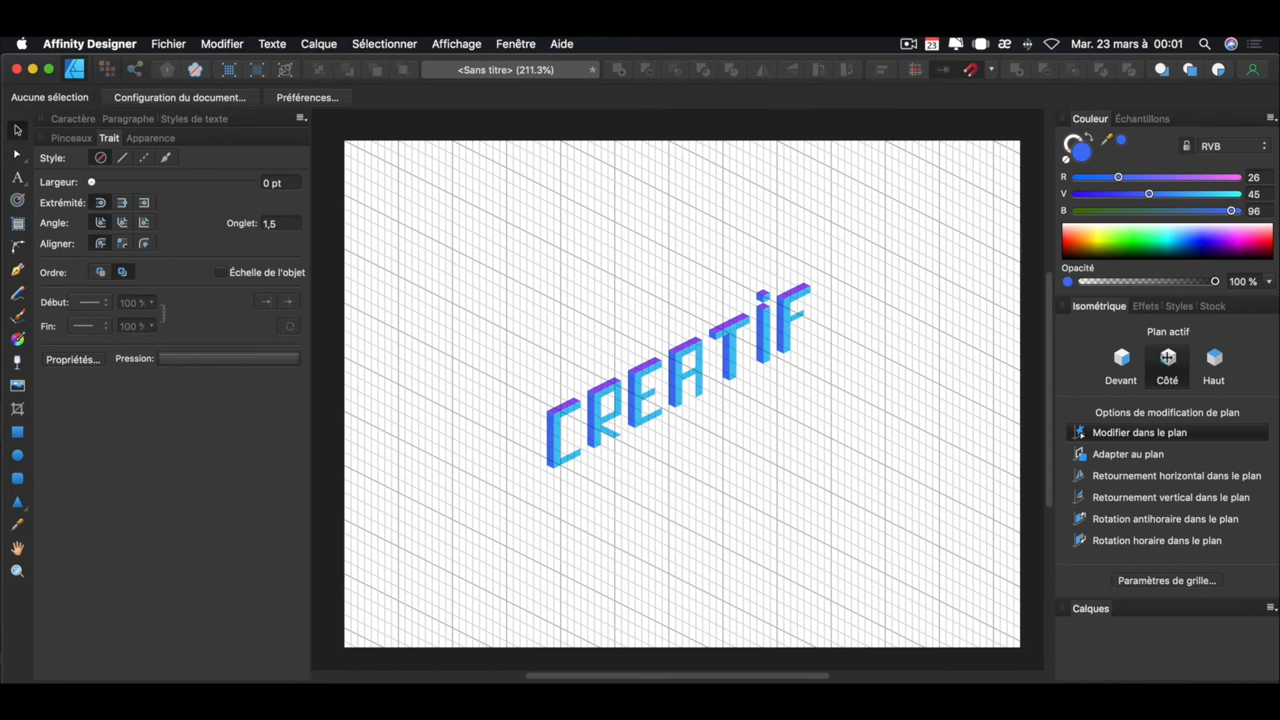 Affinity Designer Fichier Modifier Texte Calque Sélectionner Affichage Fenêtre Aide 23 Mar. 23 mars à 00:01
<Sans titre> (211.3%)
Aucune sélection Configuration du document... Préférences...
Caractère Paragraphe Styles de texte
Pinceaux Trait Apparence
Style:
Largeur: 0 pt
Extrémité:
Angle: Onglet: 1,5
Aligner:
Ordre: Échelle de l'objet
Début: 100 %
Fin: 100 %
Propriétés... Pression:
CREATiF
Couleur Échantillons
RVB
R 26
V 45
B 96
Opacité
100 %
Isométrique Effets Styles Stock
Plan actif
Devant Côté Haut
Options de modification de plan
Modifier dans le plan
Adapter au plan
Retournement horizontal dans le plan
Retournement vertical dans le plan
Rotation antihoraire dans le plan
Rotation horaire dans le plan
Paramètres de grille...
Calques